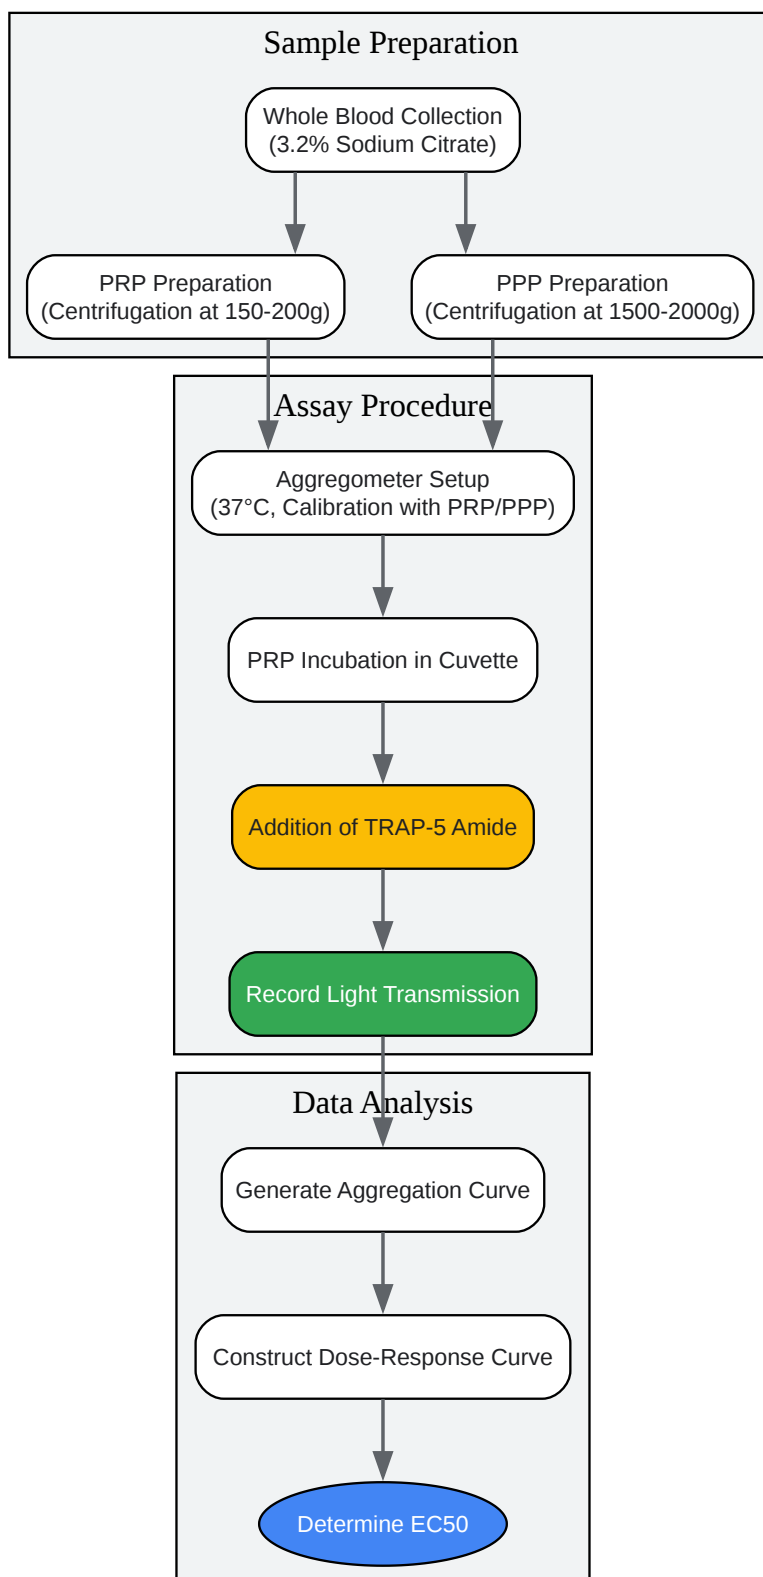 Sample Preparation
Whole Blood Collection
(3.2% Sodium Citrate)
PRP Preparation
(Centrifugation at 150-200g)
PPP Preparation
(Centrifugation at 1500-2000g)
Assay Procedure
Aggregometer Setup
(37°C, Calibration with PRP/PPP)
PRP Incubation in Cuvette
Addition of TRAP-5 Amide
Record Light Transmission
Data Analysis
Generate Aggregation Curve
Construct Dose-Response Curve
Determine EC50